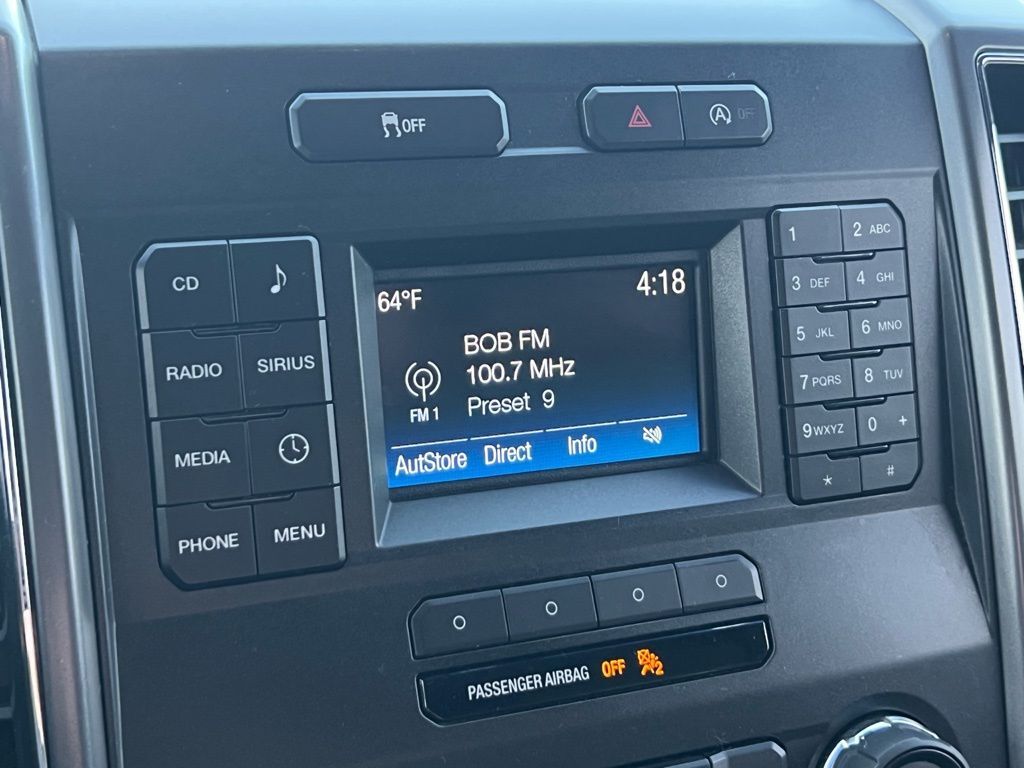 OFF
A OFF
CD
RADIO
SIRIUS
MEDIA
PHONE
MENU
64°F
4:18
BOB FM
100.7 MHz
FM 1
Preset 9
AutStore Direct Info
1
2 ABC
3 DEF
4 GHI
5 JKL
6 MNO
7 PQRS
8 TUV
9 WXYZ
0 +
*
#
PASSENGER AIRBAG OFF 2